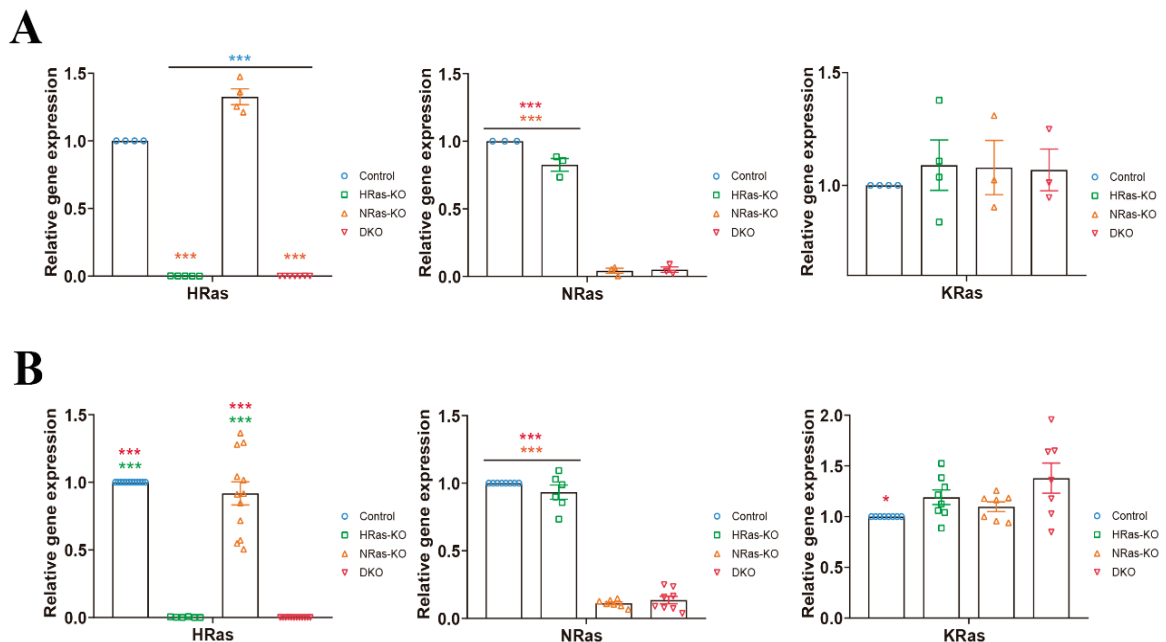 A
Relative gene expression
1.5
1.0
0.5
0.0
***
***
***
HRas
Control
HRas-KO
NRas-KO
DKO
Relative gene expression
1.5
1.0
0.5
0.0
***
***
NRas
Control
HRas-KO
NRas-KO
DKO
Relative gene expression
1.5
1.0
KRas
Control
HRas-KO
NRas-KO
DKO
B
Relative gene expression
1.5
1.0
0.5
0.0
***
***
***
***
HRas
Control
HRas-KO
NRas-KO
DKO
Relative gene expression
1.5
1.0
0.5
0.0
***
***
NRas
Control
HRas-KO
NRas-KO
DKO
Relative gene expression
2.0
1.5
1.0
0.5
0.0
*
KRas
Control
HRas-KO
NRas-KO
DKO